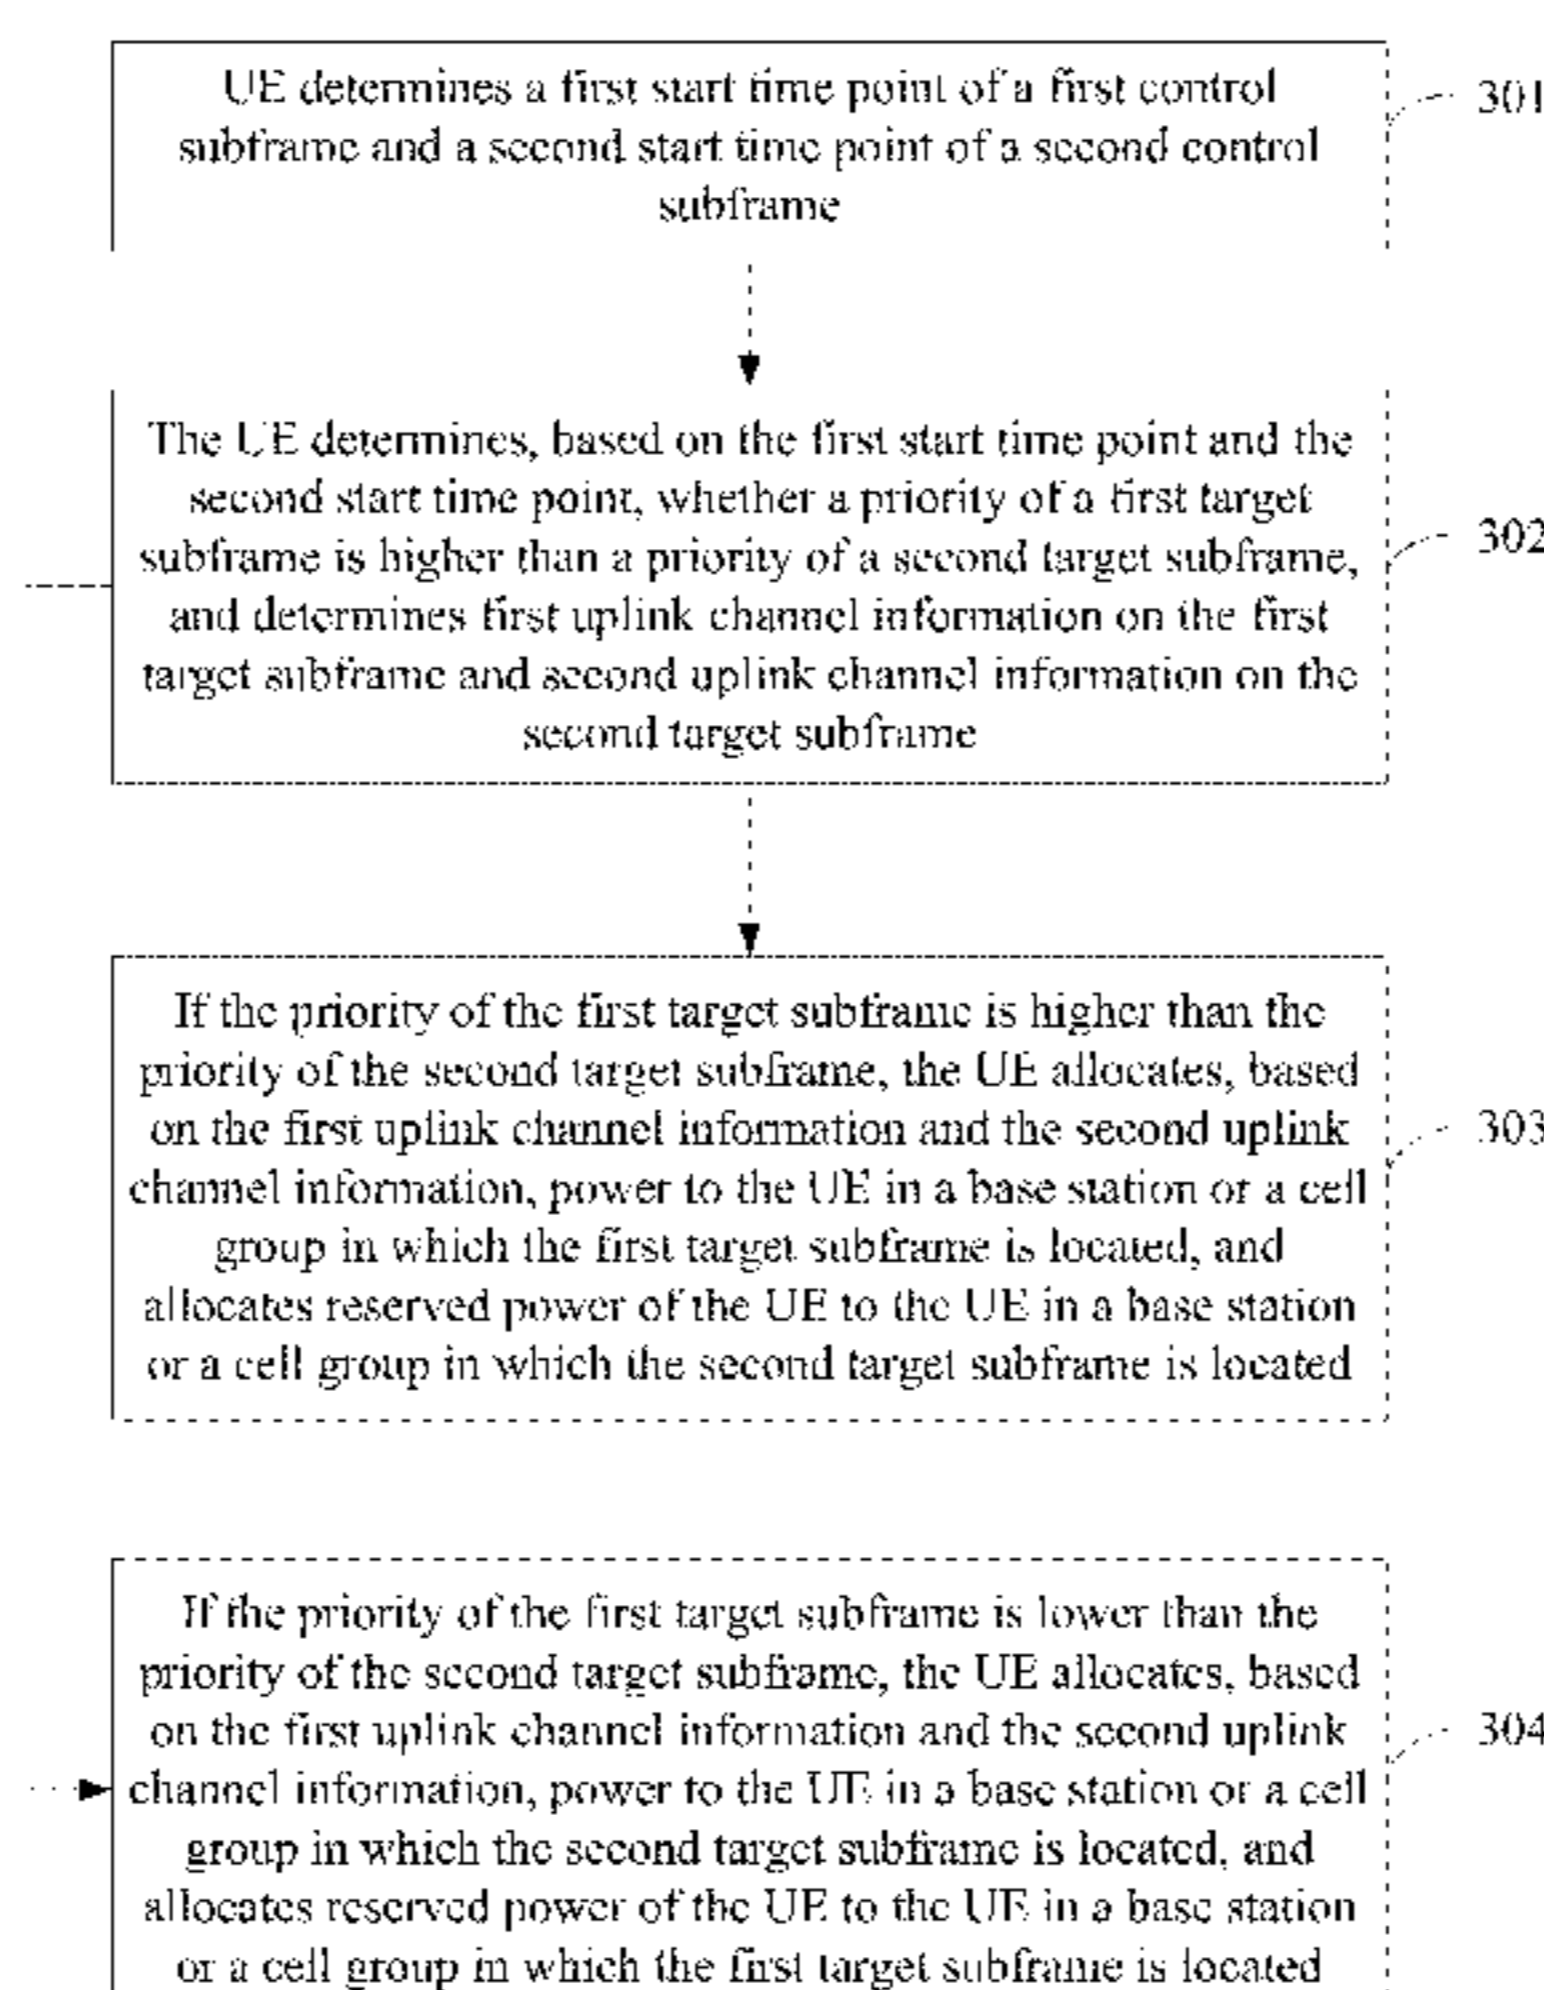 UE determines a first start time point of a first control
subframe and a second start time point of a second control
subframe
301
The UE determines, based on the first start time point and the
second start time point, whether a priority of a first target
subframe is higher than a priority of a second target subframe,
and determines first uplink channel information on the first
target subframe and second uplink channel information on the
second target subframe
302
If the priority of the first target subframe is higher than the
priority of the second target subframe, the UE allocates, based
on the first uplink channel information and the second uplink
channel information, power to the UE in a base station or a cell
group in which the first target subframe is located, and
allocates reserved power of the UE to the UE in a base station
or a cell group in which the second target subframe is located
303
If the priority of the first target subframe is lower than the
priority of the second target subframe, the UE allocates, based
on the first uplink channel information and the second uplink
channel information, power to the UE in a base station or a cell
group in which the second target subframe is located, and
allocates reserved power of the UE to the UE in a base station
or a cell group in which the first target subframe is located
304